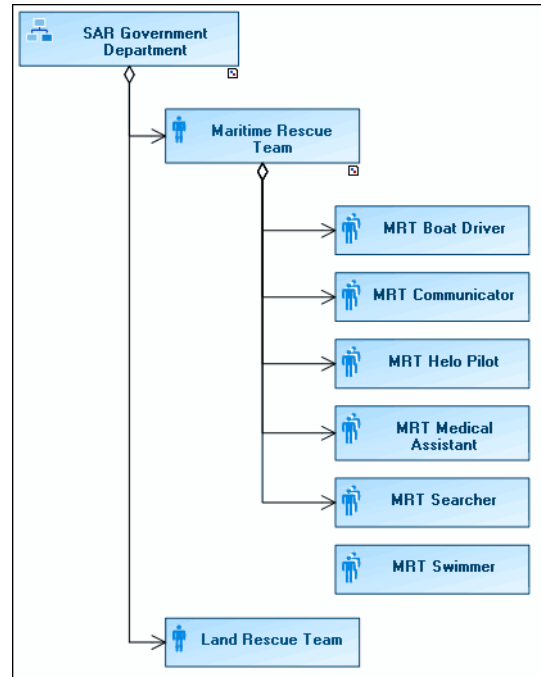 SAR Government
Department
Maritime Rescue
Team
MRT Boat Driver
MRT Communicator
MRT Helo Pilot
MRT Medical
Assistant
MRT Searcher
MRT Swimmer
Land Rescue Team